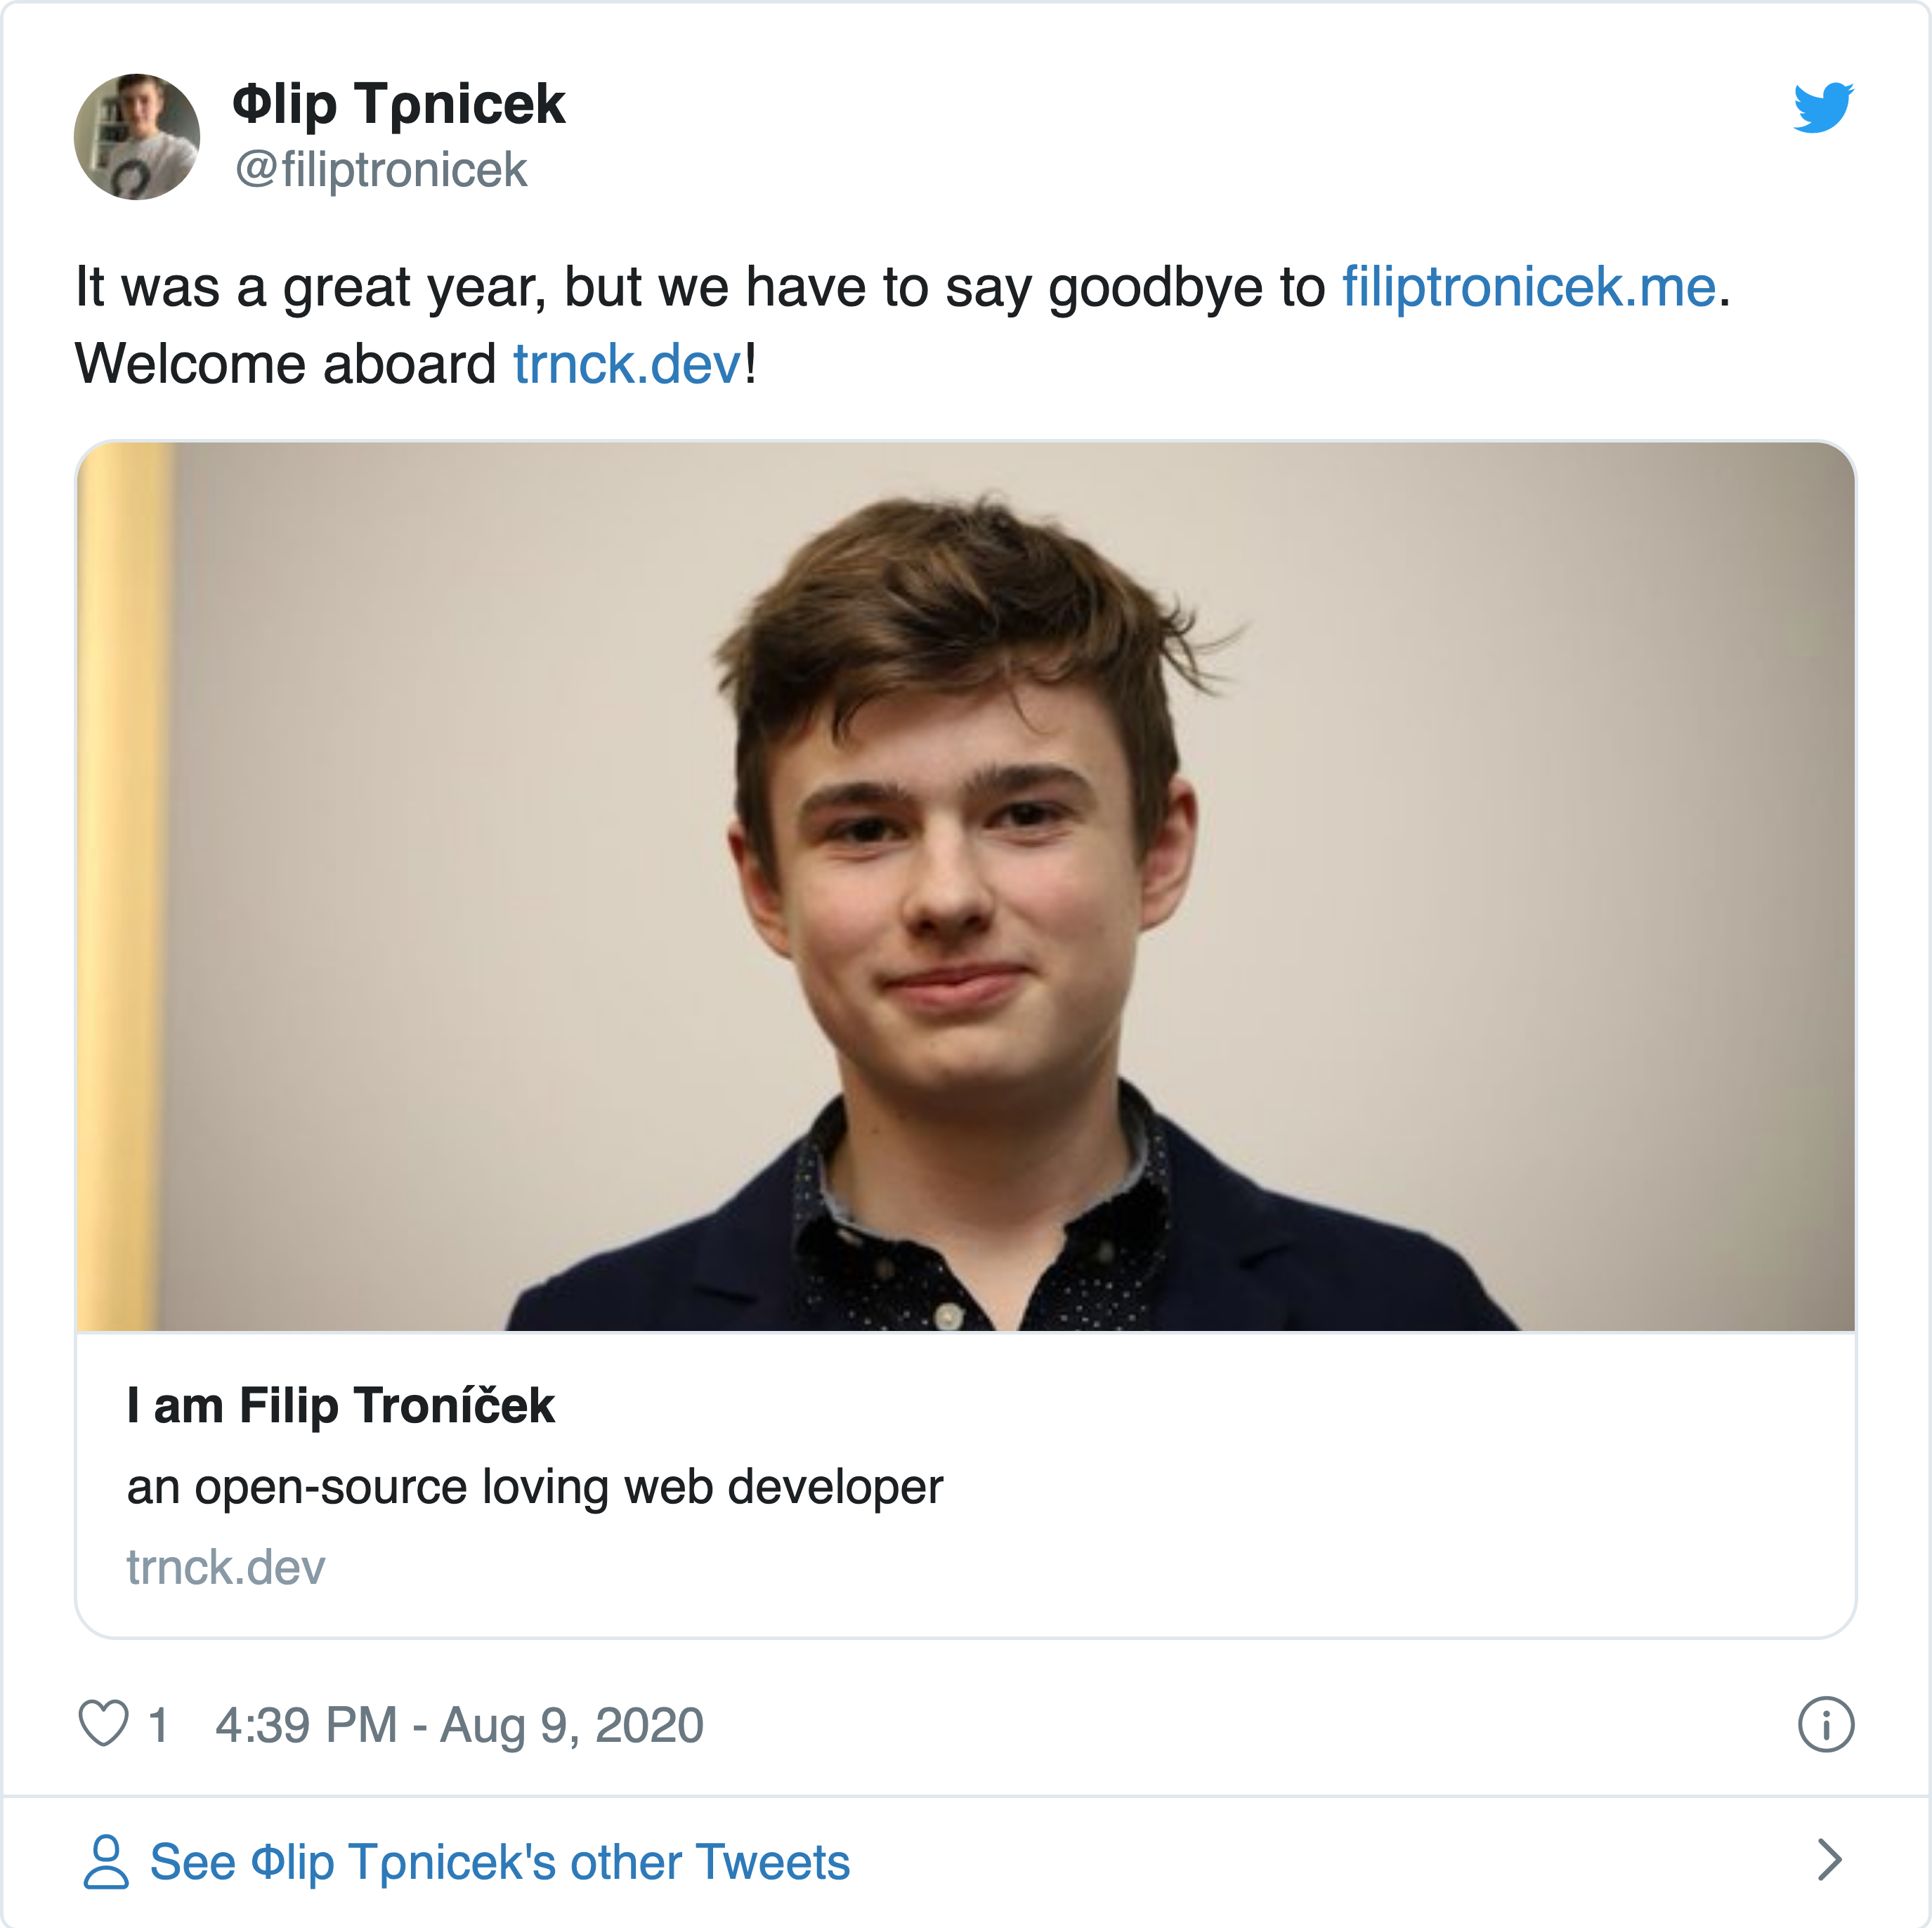 Φlip Tρnicek
@filiptronicek
It was a great year, but we have to say goodbye to filiptronicek.me.
Welcome aboard trnck.dev!
I am Filip Troníček
an open-source loving web developer
trnck.dev
1 4:39 PM - Aug 9, 2020
See Φlip Tρnicek's other Tweets